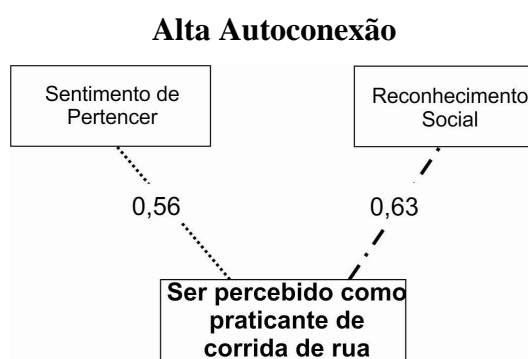 Alta Autoconexão
Sentimento de
Pertencer
Reconhecimento
Social
0,56
0,63
Ser percebido como
praticante de
corrida de rua